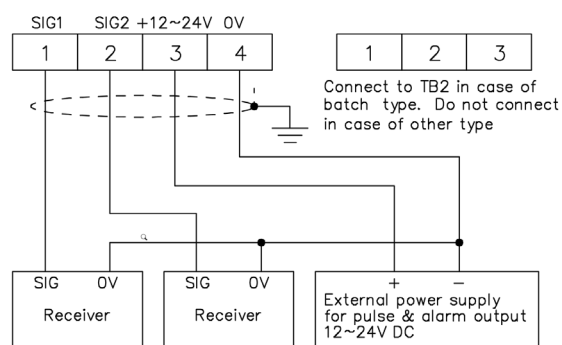 SIG1 SIG2 +12~24V 0V
1 2 3 4
1 2 3
Connect to TB2 in case of
batch type. Do not connect
in case of other type
SIG 0V
Receiver
SIG 0V
Receiver
+ −
External power supply
for pulse & alarm output
12~24V DC